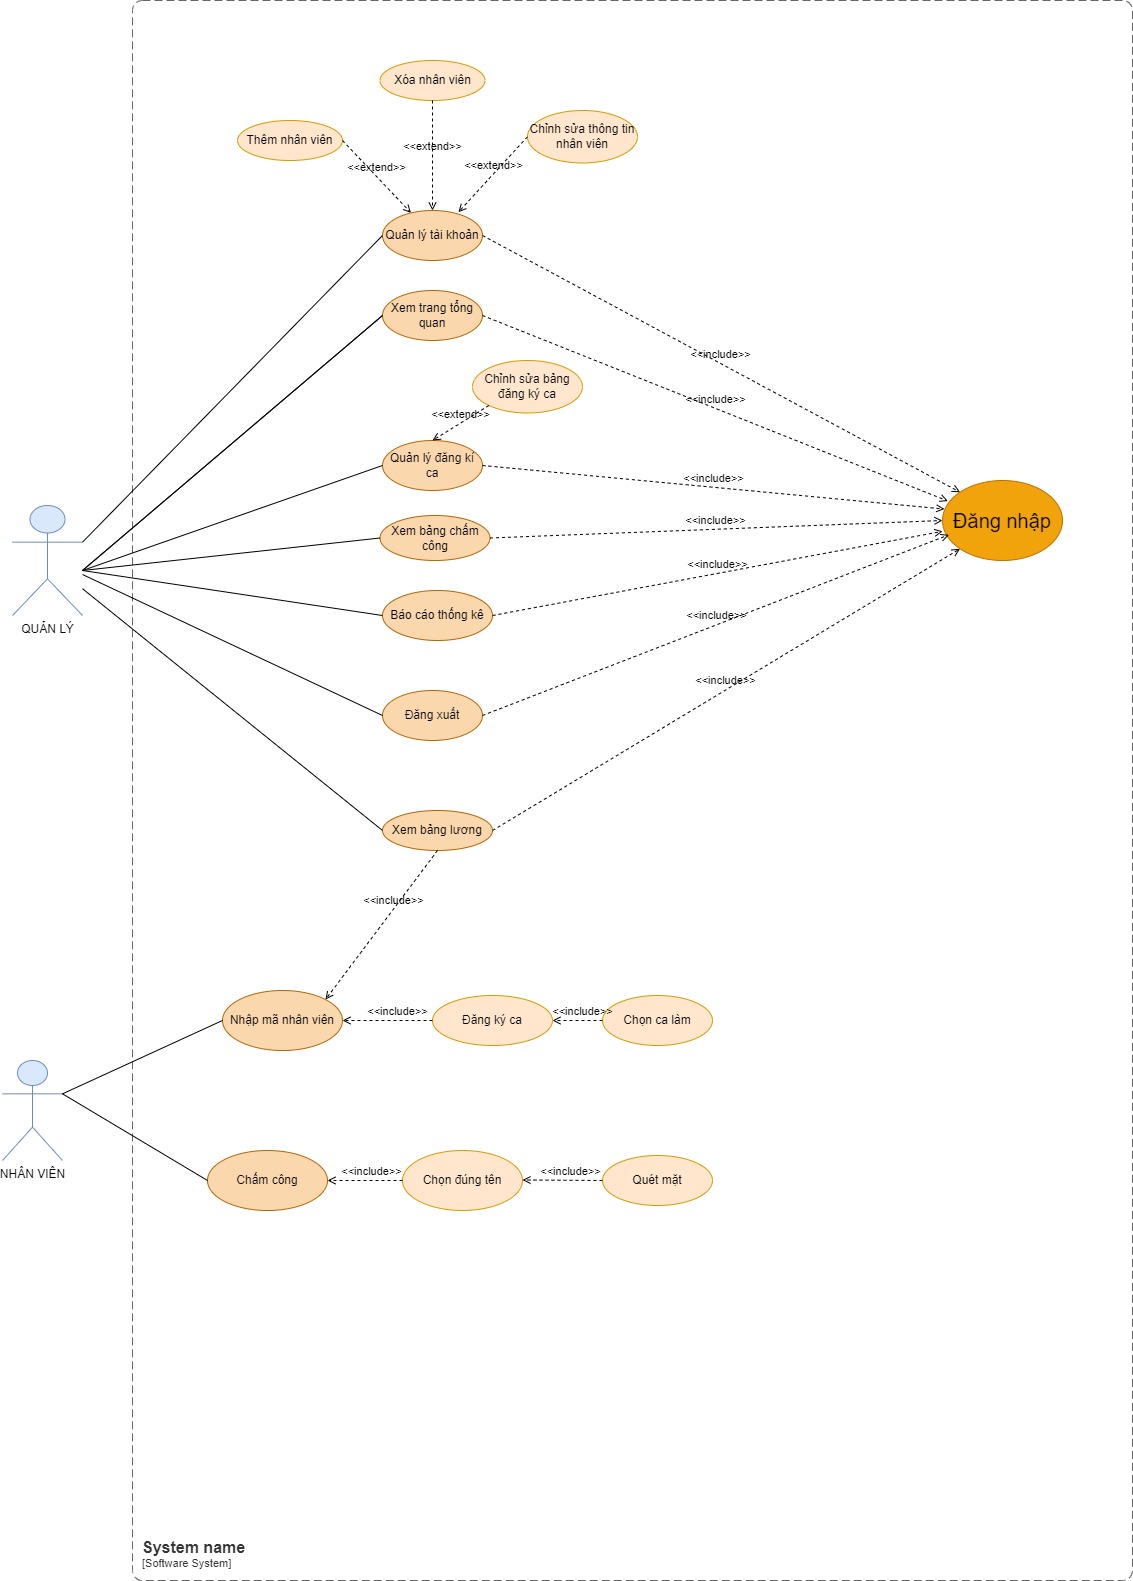 Xóa nhân viên
Thêm nhân viên
Chỉnh sửa thông tin
nhân viên
<<extend>>
<<extend>>
<<extend>>
Quản lý tài khoản
Xem trang tổng
quan
<<include>>
Chỉnh sửa bảng
đăng ký ca
<<include>>
<<extend>>
Quản lý đăng kí
ca
<<include>>
Đăng nhập
Xem bảng chấm
công
<<include>>
<<include>>
Báo cáo thống kê
<<include>>
QUẢN LÝ
<<include>>
Đăng xuất
Xem bảng lương
<<include>>
Nhập mã nhân viên
<<include>>
Đăng ký ca
<<include>>
Chọn ca làm
NHÂN VIÊN
Chấm công
<<include>>
Chọn đúng tên
<<include>>
Quét mặt
System name
[Software System]